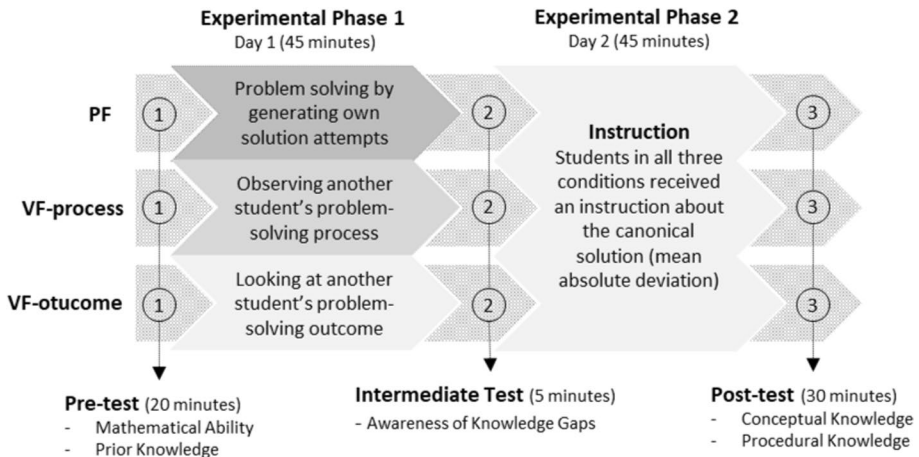 Experimental Phase 1
Day 1 (45 minutes)
Experimental Phase 2
Day 2 (45 minutes)
PF
1
Problem solving by
generating own
solution attempts
2
3
VF-process
1
Observing another
student's problem-
solving process
2
3
VF-otucome
1
Looking at another
student's problem-
solving outcome
2
3
Instruction
Students in all three
conditions received
an instruction about
the canonical
solution (mean
absolute deviation)
Pre-test (20 minutes)
- Mathematical Ability
- Prior Knowledge
Intermediate Test (5 minutes)
- Awareness of Knowledge Gaps
Post-test (30 minutes)
- Conceptual Knowledge
- Procedural Knowledge